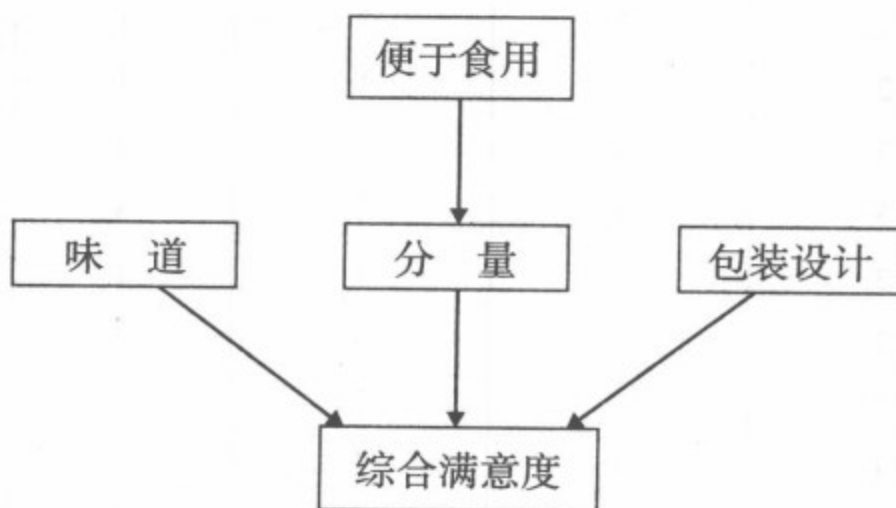 便于食用
味 道
分 量
包装设计
综合满意度